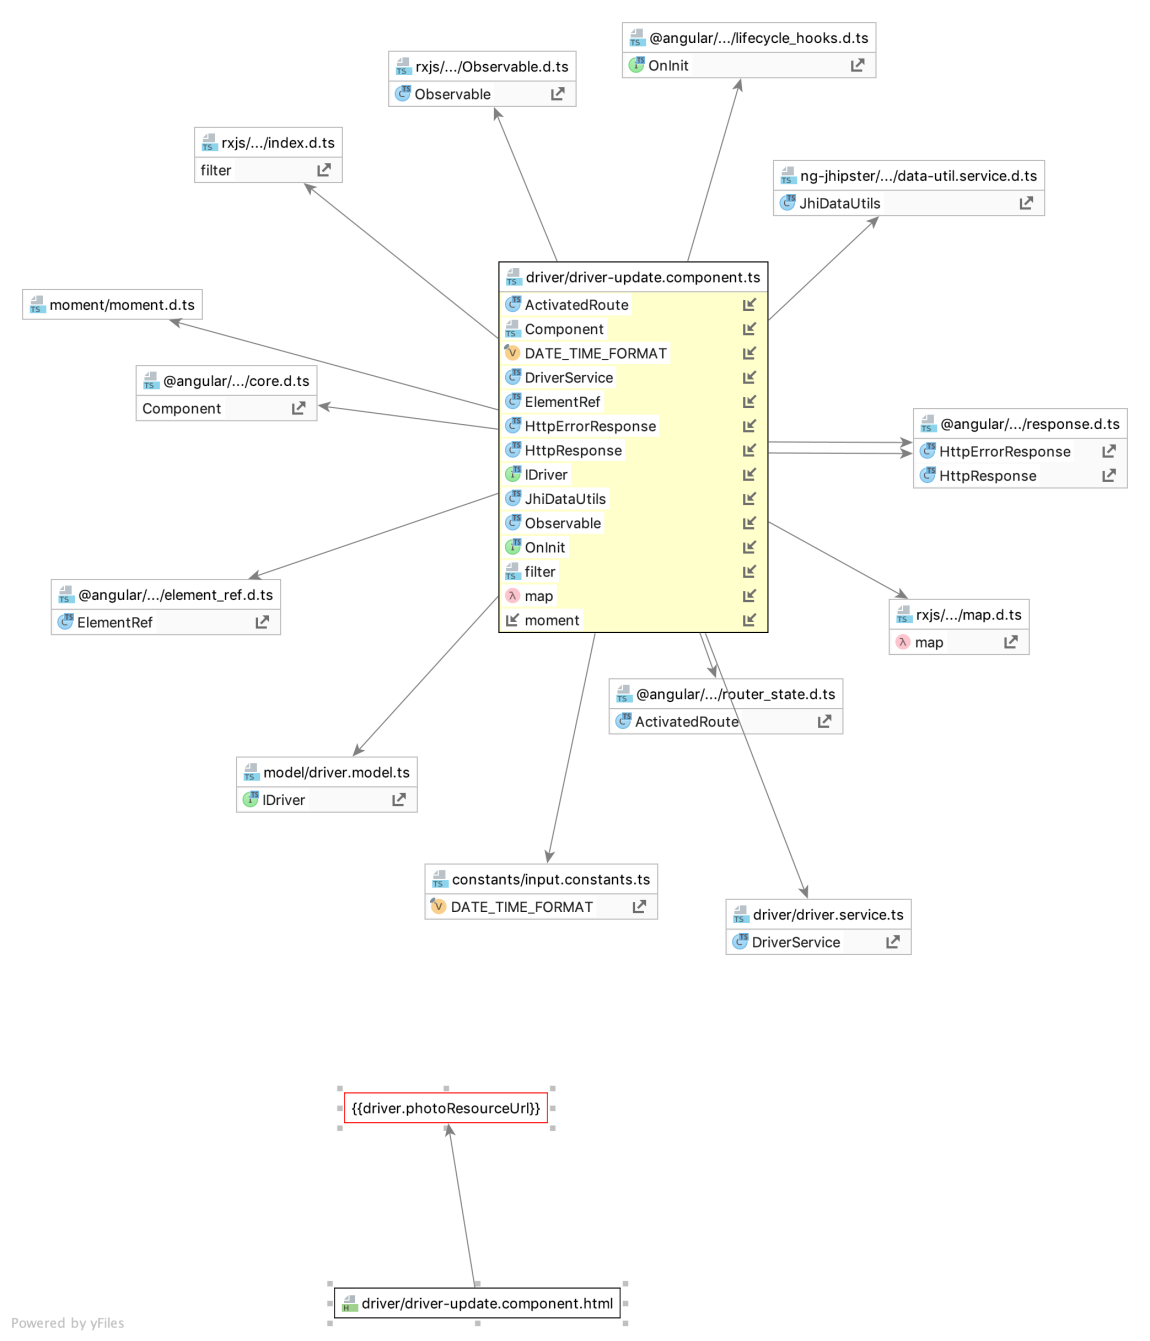 @angular/.../lifecycle_hooks.d.ts
OnInit
rxjs/.../Observable.d.ts
Observable
rxjs/.../index.d.ts
filter
ng-jhipster/.../data-util.service.d.ts
JhiDataUtils
driver/driver-update.component.ts
ActivatedRoute
Component
DATE_TIME_FORMAT
DriverService
ElementRef
HttpErrorResponse
HttpResponse
IDriver
JhiDataUtils
Observable
OnInit
filter
map
moment
moment/moment.d.ts
@angular/.../core.d.ts
Component
@angular/.../response.d.ts
HttpErrorResponse
HttpResponse
@angular/.../element_ref.d.ts
ElementRef
rxjs/.../map.d.ts
map
@angular/.../router_state.d.ts
ActivatedRoute
model/driver.model.ts
IDriver
constants/input.constants.ts
DATE_TIME_FORMAT
driver/driver.service.ts
DriverService
{{driver.photoResourceUrl}}
driver/driver-update.component.html
Powered by yFiles